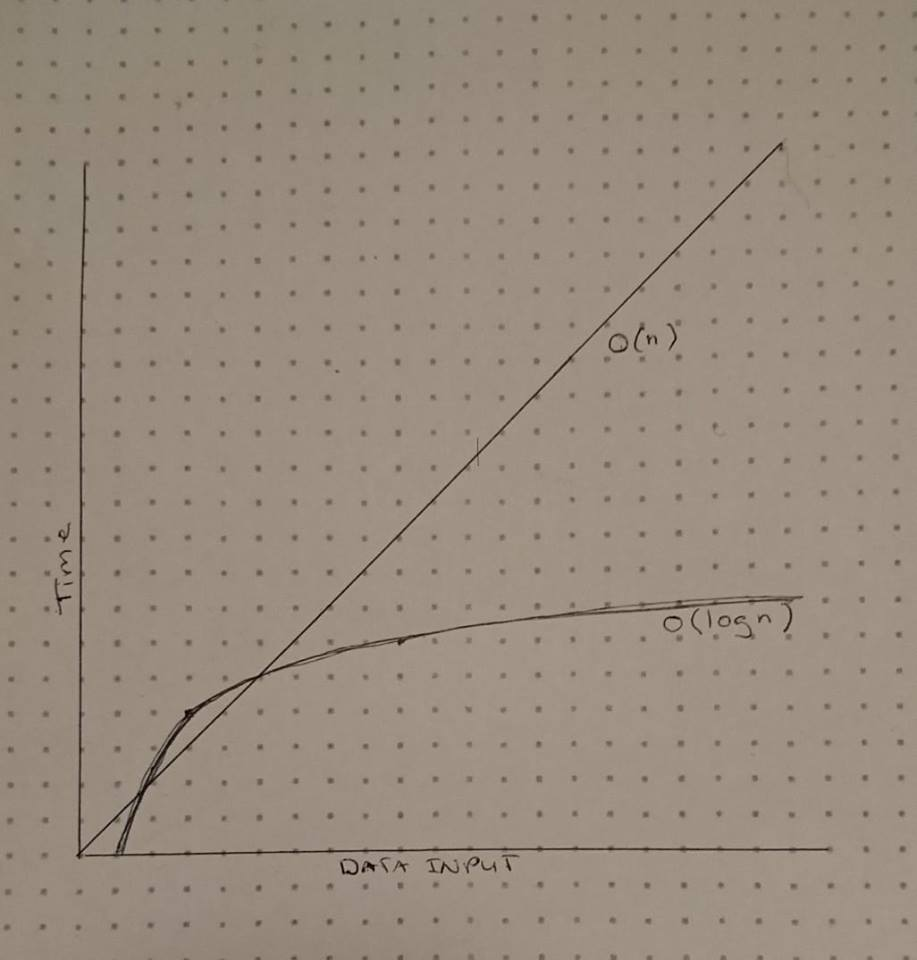 O(n)
Time
O(logn)
DATA INPUT